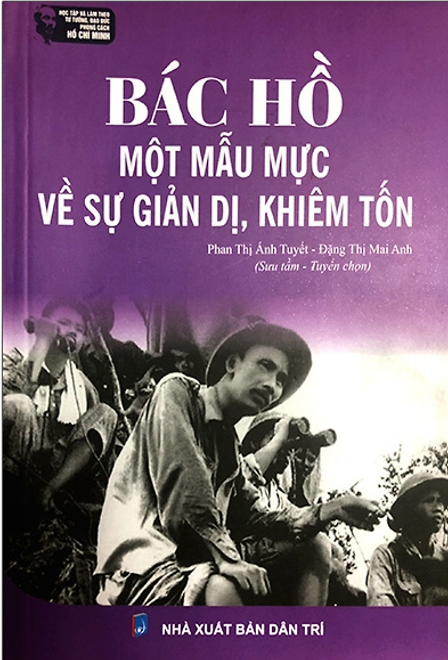 HỌC TẬP VÀ LÀM THEO
TƯ TƯỞNG, ĐẠO ĐỨC
PHONG CÁCH
HỒ CHÍ MINH
BÁC HỒ
MỘT MẪU MỰC
VỀ SỰ GIẢN DỊ, KHIÊM TỐN
Phan Thị Ánh Tuyết - Đặng Thị Mai Anh
(Sưu tầm - Tuyển chọn)
NHÀ XUẤT BẢN DÂN TRÍ